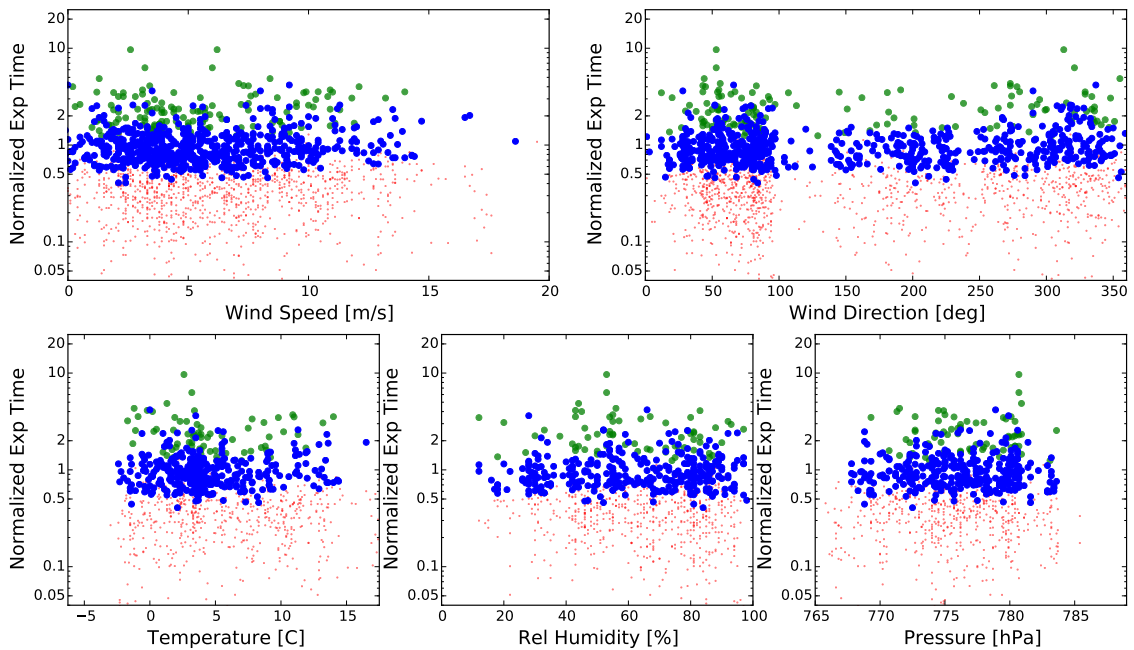 Normalized Exp Time
20
10
5
2
1
0.5
0.1
0.05
0 5 10 15 20
Wind Speed [m/s]
Normalized Exp Time
20
10
5
2
1
0.5
0.1
0.05
0 50 100 150 200 250 300 350
Wind Direction [deg]
Normalized Exp Time
20
10
5
2
1
0.5
0.1
0.05
−5 0 5 10 15
Temperature [C]
Normalized Exp Time
20
10
5
2
1
0.5
0.1
0.05
0 20 40 60 80 100
Rel Humidity [%]
Normalized Exp Time
20
10
5
2
1
0.5
0.1
0.05
765 770 775 780 785
Pressure [hPa]